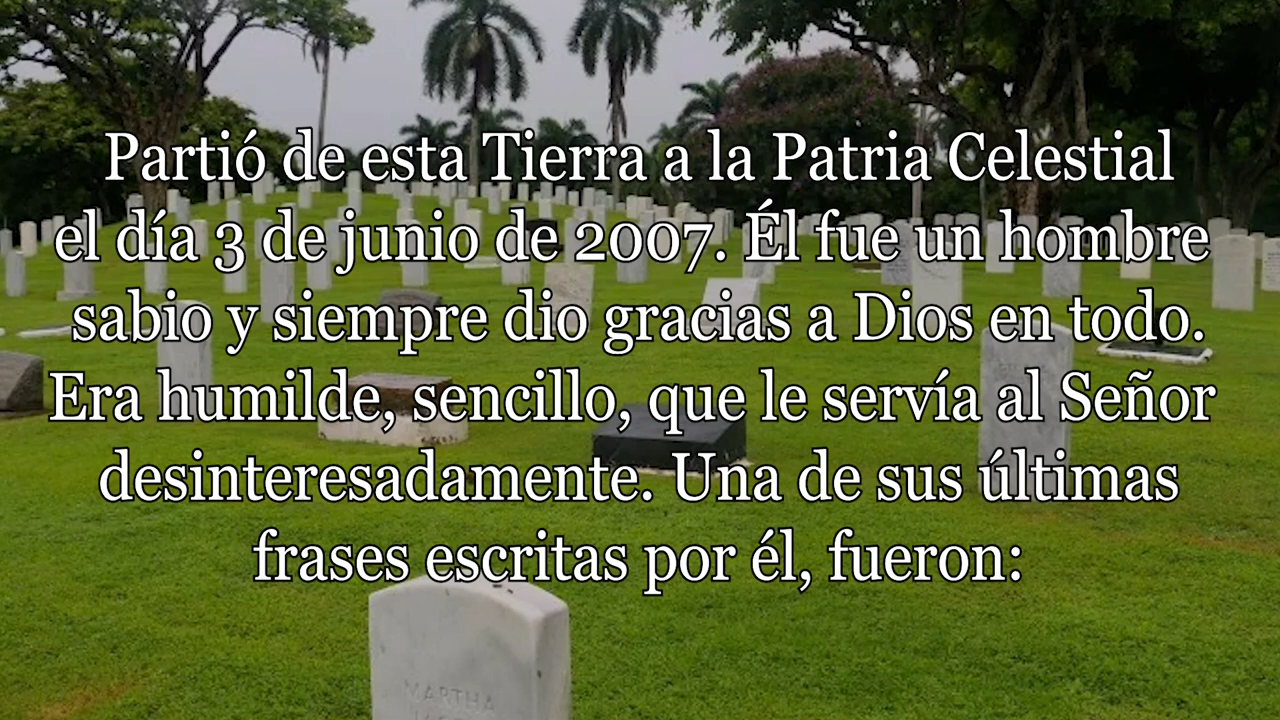 Partió de esta Tierra a la Patria Celestial
el día 3 de junio de 2007. Él fue un hombre
sabio y siempre dio gracias a Dios en todo.
Era humilde, sencillo, que le servía al Señor
desinteresadamente. Una de sus últimas
frases escritas por él, fueron:
MARTHA